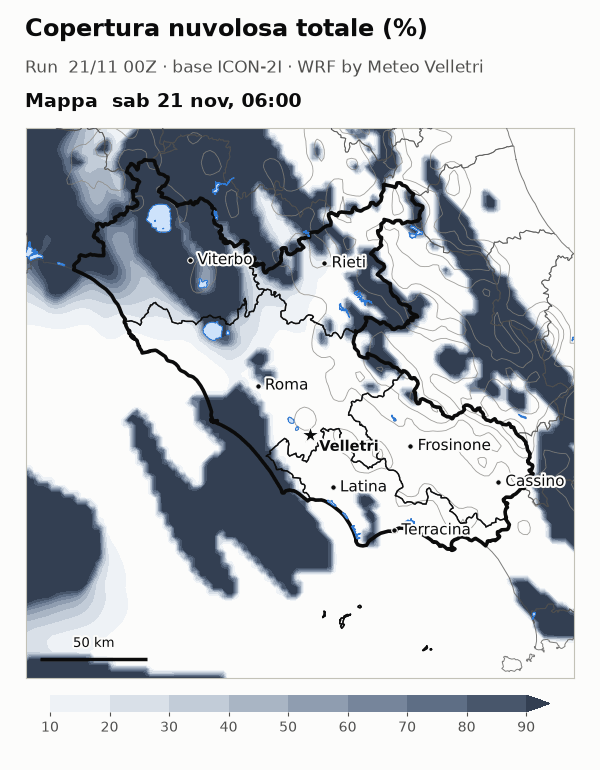 Copertura nuvolosa totale (%)
Run 21/11 00Z · base ICON-2I · WRF by Meteo Velletri
Mappa sab 21 nov, 06:00
Viterbo
Rieti
Roma
Velletri
Frosinone
Latina
Cassino
Terracina
50 km
10 20 30 40 50 60 70 80 90